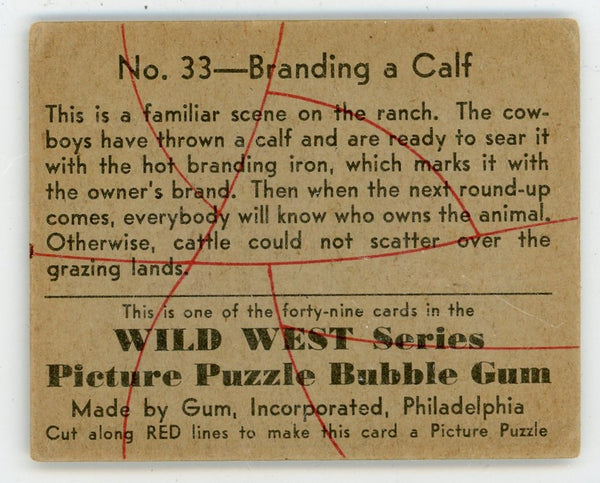 No. 33—Branding a Calf
This is a familiar scene on the ranch. The cow-
boys have thrown a calf and are ready to sear it
with the hot branding iron, which marks it with
the owner's brand. Then when the next round-up
comes, everybody will know who owns the animal.
Otherwise, cattle could not scatter over the
grazing lands.
This is one of the forty-nine cards in the
WILD WEST Series
Picture Puzzle Bubble Gum
Made by Gum, Incorporated, Philadelphia
Cut along RED lines to make this card a Picture Puzzle